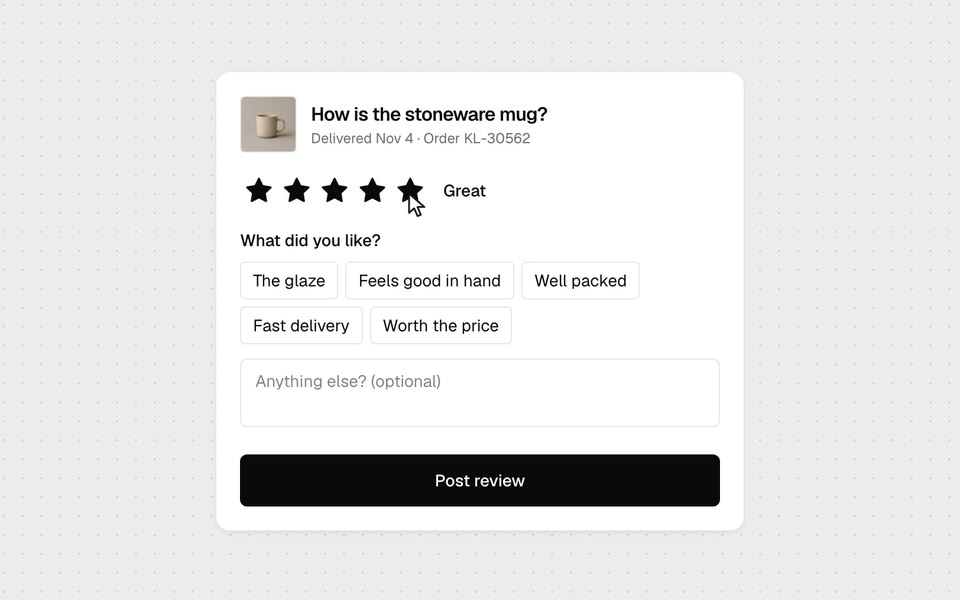 How is the stoneware mug?
Delivered Nov 4 · Order KL-30562
Great
What did you like?
The glaze
Feels good in hand
Well packed
Fast delivery
Worth the price
Anything else? (optional)
Post review